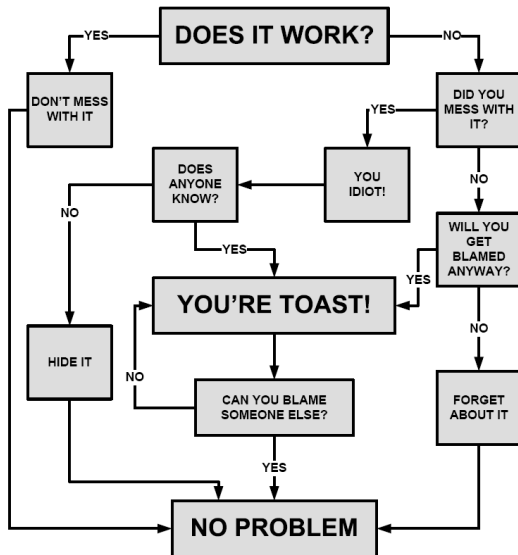 DOES IT WORK?
YES
NO
DON'T MESS
WITH IT
DID YOU
MESS WITH
IT?
YES
DOES
ANYONE
KNOW?
YOU
IDIOT!
NO
NO
WILL YOU
GET
BLAMED
ANYWAY?
YES
YES
YOU'RE TOAST!
NO
HIDE IT
NO
CAN YOU BLAME
SOMEONE ELSE?
FORGET
ABOUT IT
YES
NO PROBLEM